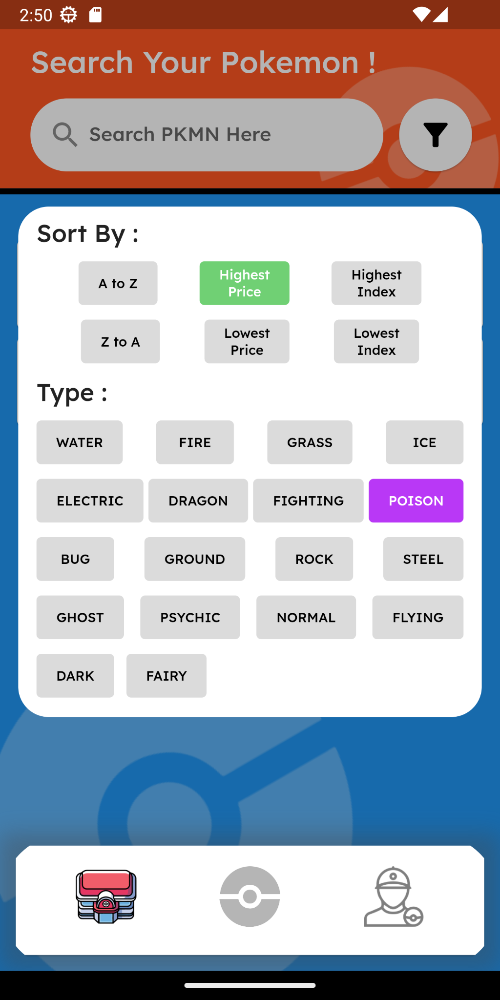 2:50
Search Your Pokemon !
Search PKMN Here
Sort By :
A to Z
Highest
Price
Highest
Index
Z to A
Lowest
Price
Lowest
Index
Type :
WATER
FIRE
GRASS
ICE
ELECTRIC
DRAGON
FIGHTING
POISON
BUG
GROUND
ROCK
STEEL
GHOST
PSYCHIC
NORMAL
FLYING
DARK
FAIRY